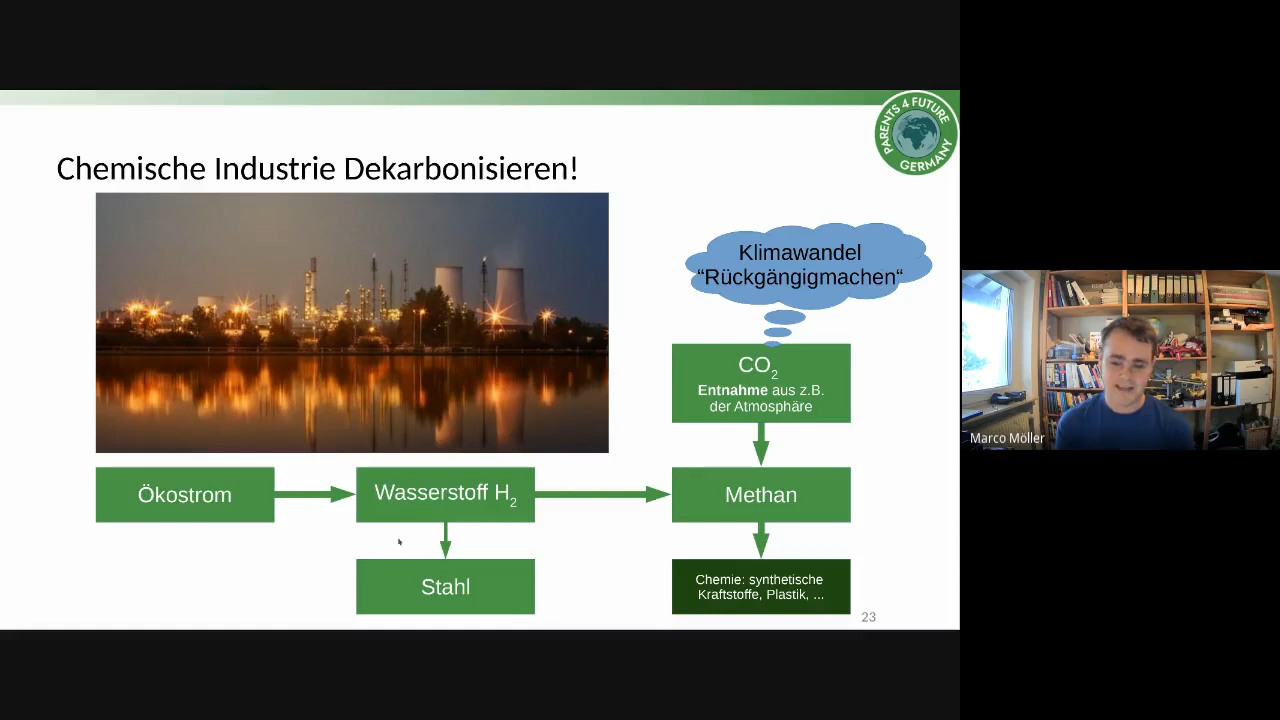 PARENTS 4 FUTURE
GERMANY
Chemische Industrie Dekarbonisieren!
Klimawandel
“Rückgängigmachen“
CO2
Entnahme aus z.B.
der Atmosphäre
Ökostrom
Wasserstoff H2
Methan
Stahl
Chemie: synthetische
Kraftstoffe, Plastik, ...
23
Marco Möller